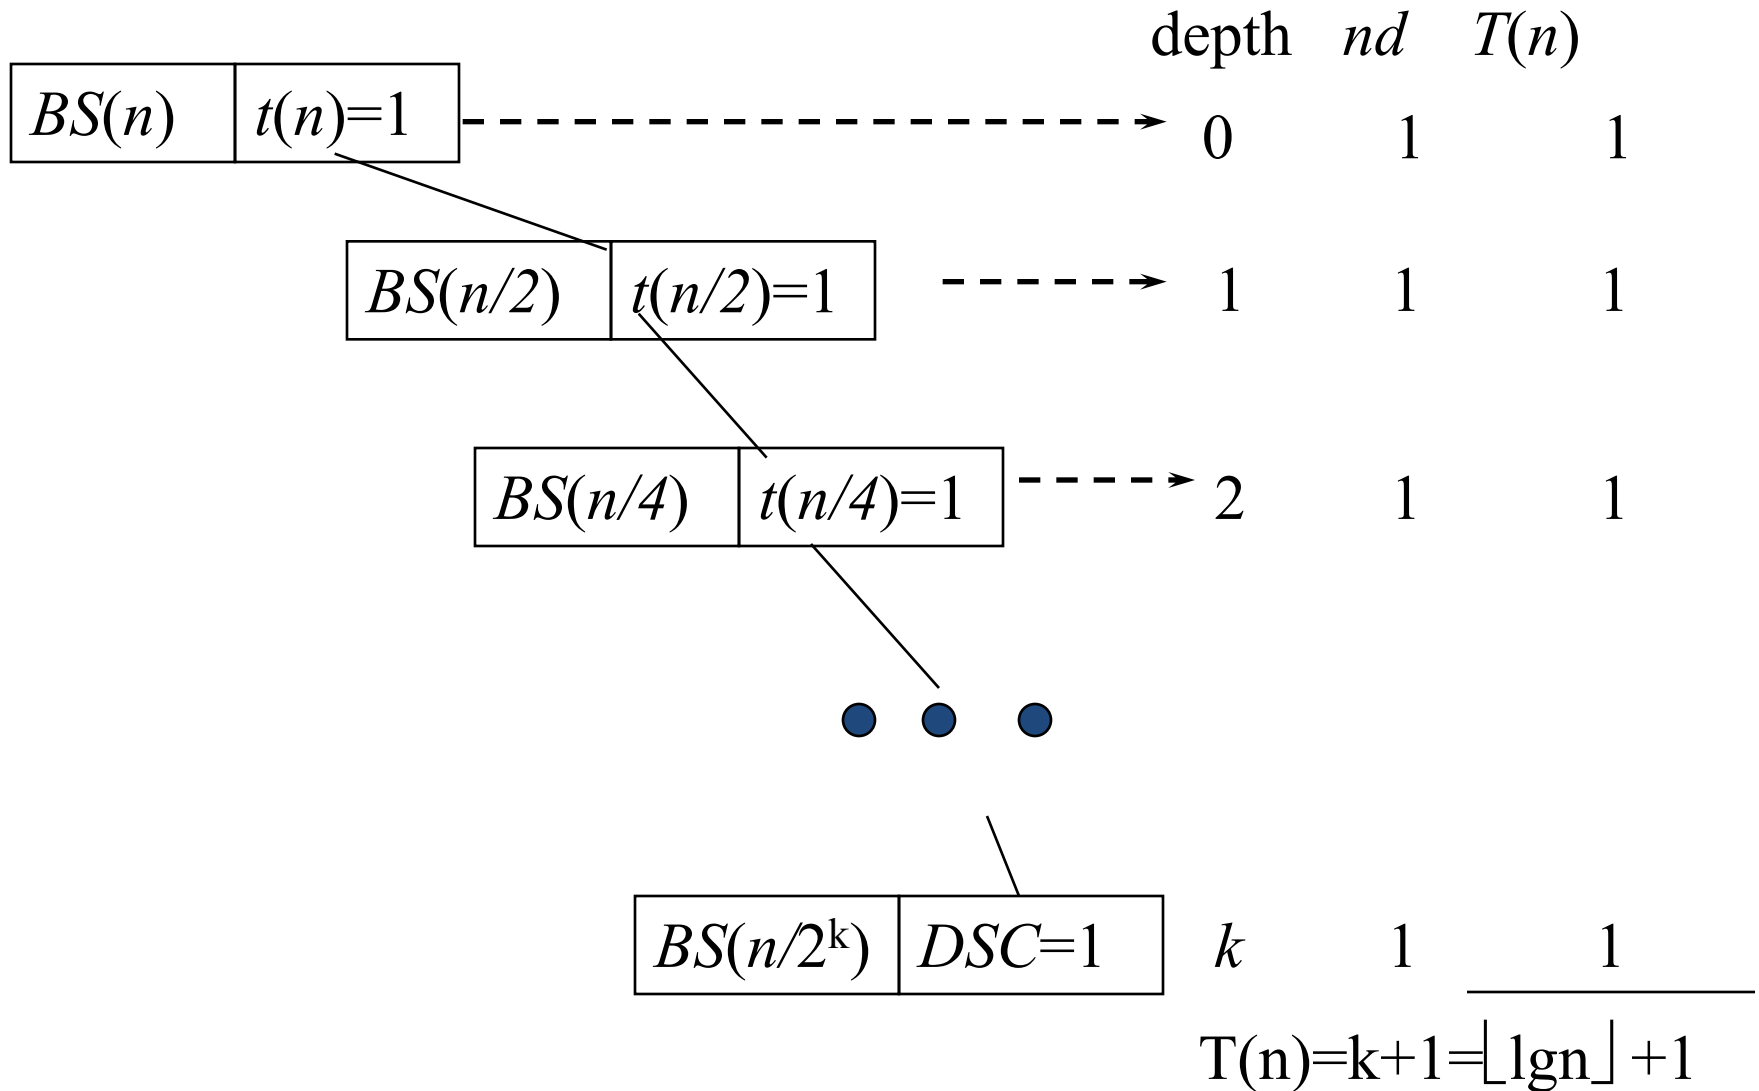 depth nd T(n)
BS(n) t(n)=1 0 1 1
BS(n/2) t(n/2)=1 1 1 1
BS(n/4) t(n/4)=1 2 1 1
BS(n/2ᵏ) DSC=1 k 1 1
T(n)=k+1=⌊lgn⌋ +1